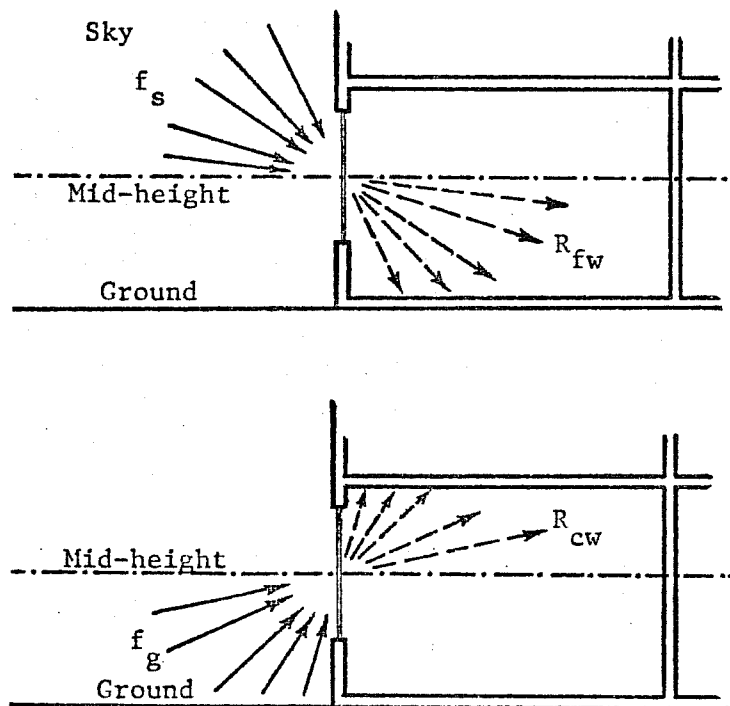 Sky
f_s
Mid-height
R_fw
Ground
Mid-height
R_cw
f_g
Ground